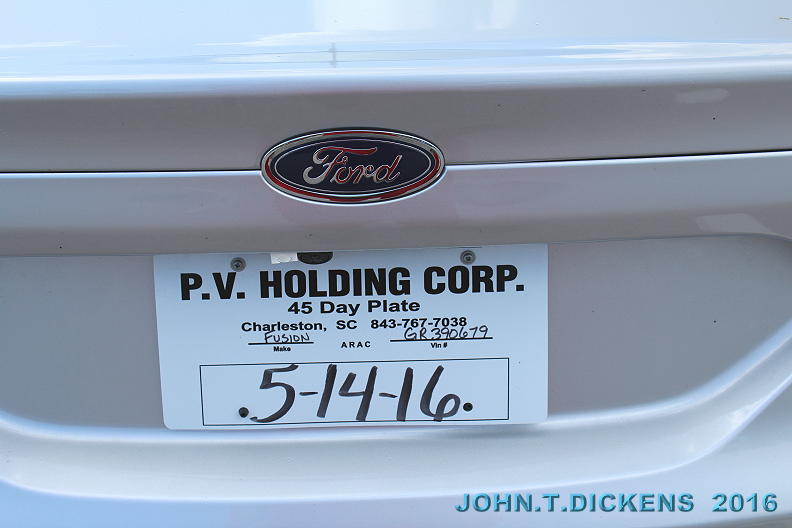 Ford
P.V. HOLDING CORP.
45 Day Plate
Charleston, SC 843-767-7038
FUSION GR390679
Make ARAC Vin #
.5-14-16.
JOHN.T.DICKENS 2016